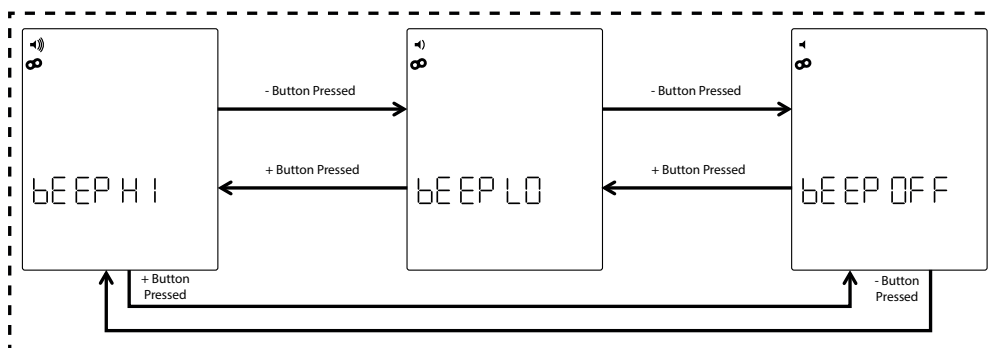 - Button Pressed
- Button Pressed
+ Button Pressed
+ Button Pressed
bEEP HI
bEEP LO
bEEP OFF
+ Button
Pressed
- Button
Pressed